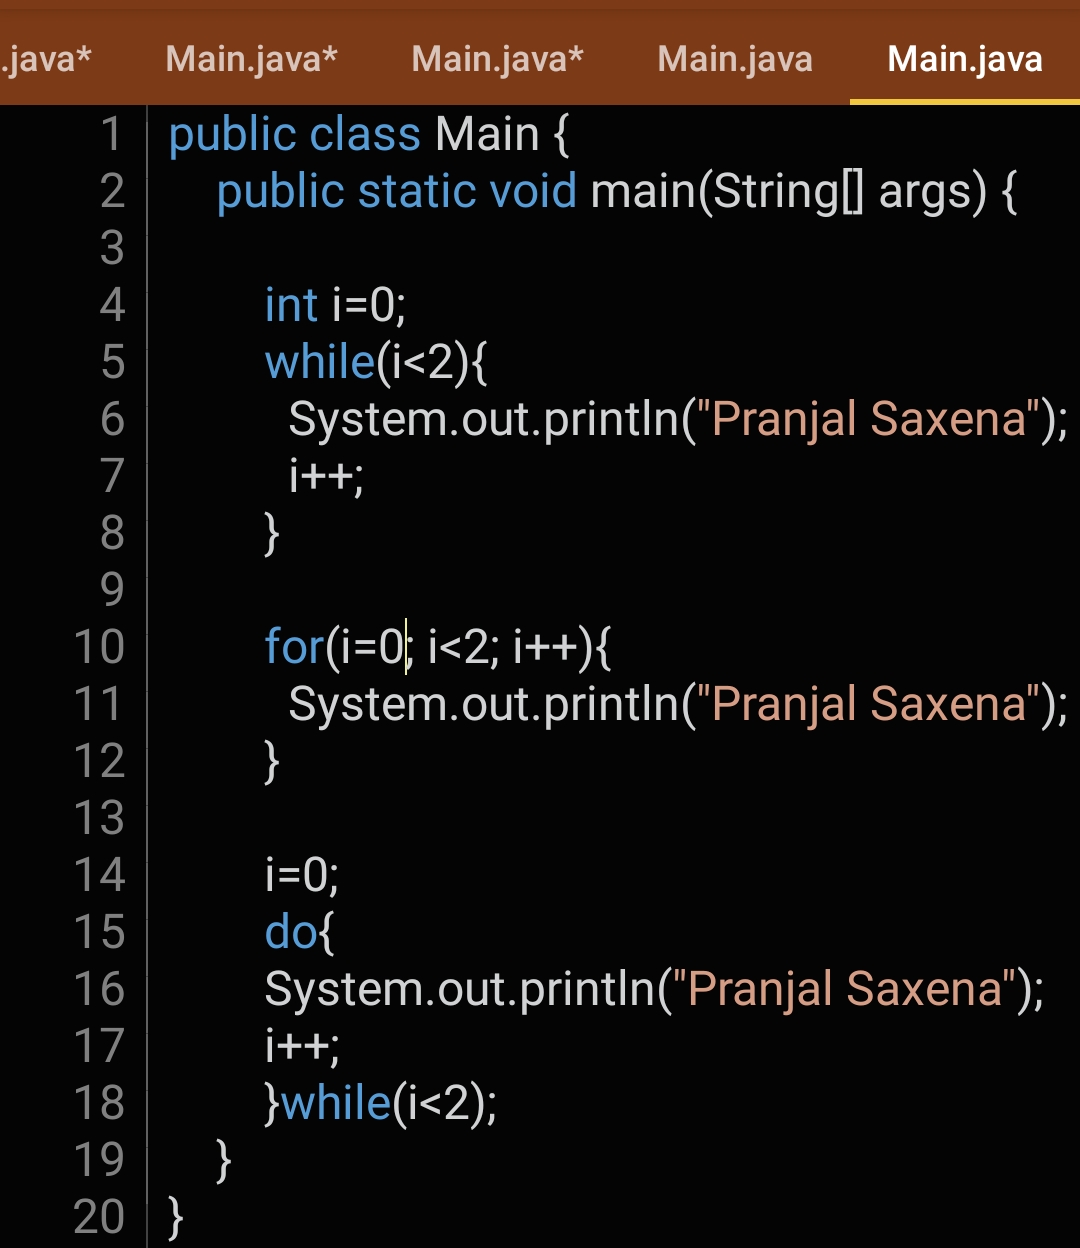 .java* Main.java* Main.java* Main.java Main.java
1 public class Main {
2 public static void main(String[] args) {
3
4 int i=0;
5 while(i<2){
6 System.out.println("Pranjal Saxena");
7 i++;
8 }
9
10 for(i=0; i<2; i++){
11 System.out.println("Pranjal Saxena");
12 }
13
14 i=0;
15 do{
16 System.out.println("Pranjal Saxena");
17 i++;
18 }while(i<2);
19 }
20 }